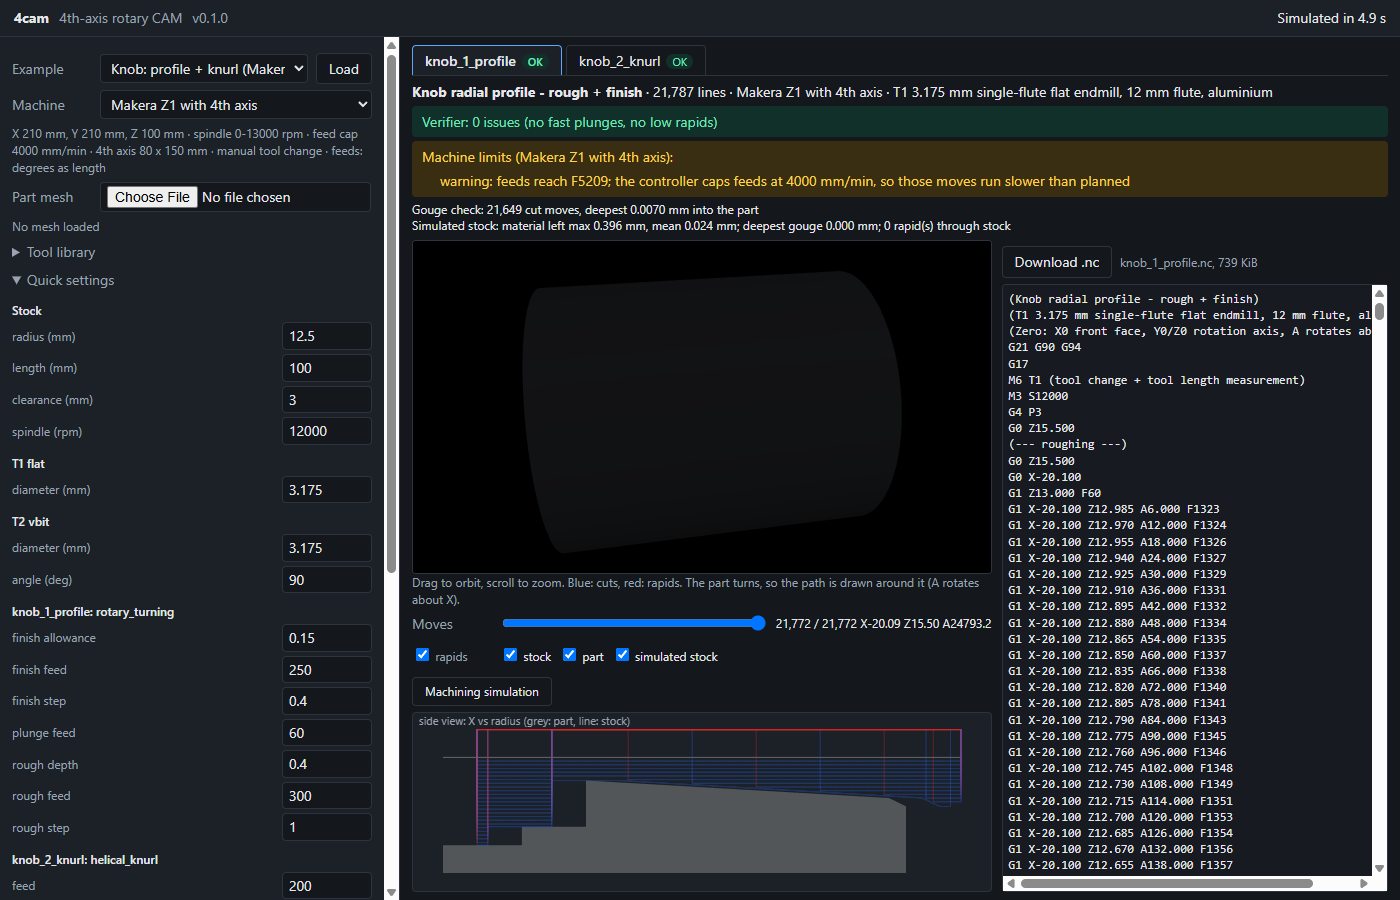 4cam 4th-axis rotary CAM v0.1.0
Simulated in 4.9 s
Example
Knob: profile + knurl (Maker
Load
Machine
Makera Z1 with 4th axis
X 210 mm, Y 210 mm, Z 100 mm · spindle 0-13000 rpm · feed cap
4000 mm/min · 4th axis 80 x 150 mm · manual tool change · feeds:
degrees as length
Part mesh
Choose File No file chosen
No mesh loaded
Tool library
Quick settings
Stock
radius (mm) 12.5
length (mm) 100
clearance (mm) 3
spindle (rpm) 12000
T1 flat
diameter (mm) 3.175
T2 vbit
diameter (mm) 3.175
angle (deg) 90
knob_1_profile: rotary_turning
finish allowance 0.15
finish feed 250
finish step 0.4
plunge feed 60
rough depth 0.4
rough feed 300
rough step 1
knob_2_knurl: helical_knurl
feed 200
knob_1_profile OK
knob_2_knurl OK
Knob radial profile - rough + finish · 21,787 lines · Makera Z1 with 4th axis · T1 3.175 mm single-flute flat endmill, 12 mm flute, aluminium
Verifier: 0 issues (no fast plunges, no low rapids)
Machine limits (Makera Z1 with 4th axis):
warning: feeds reach F5209; the controller caps feeds at 4000 mm/min, so those moves run slower than planned
Gouge check: 21,649 cut moves, deepest 0.0070 mm into the part
Simulated stock: material left max 0.396 mm, mean 0.024 mm; deepest gouge 0.000 mm; 0 rapid(s) through stock
Drag to orbit, scroll to zoom. Blue: cuts, red: rapids. The part turns, so the path is drawn around it (A rotates
about X).
Moves
21,772 / 21,772 X-20.09 Z15.50 A24793.2
rapids
stock
part
simulated stock
Machining simulation
side view: X vs radius (grey: part, line: stock)
Download .nc
knob_1_profile.nc, 739 KiB
(Knob radial profile - rough + finish)
(T1 3.175 mm single-flute flat endmill, 12 mm flute, al
(Zero: X0 front face, Y0/Z0 rotation axis, A rotates ab
G21 G90 G94
G17
M6 T1 (tool change + tool length measurement)
M3 S12000
G4 P3
G0 Z15.500
(--- roughing ---)
G0 Z15.500
G0 X-20.100
G1 Z13.000 F60
G1 X-20.100 Z12.985 A6.000 F1323
G1 X-20.100 Z12.970 A12.000 F1324
G1 X-20.100 Z12.955 A18.000 F1326
G1 X-20.100 Z12.940 A24.000 F1327
G1 X-20.100 Z12.925 A30.000 F1329
G1 X-20.100 Z12.910 A36.000 F1331
G1 X-20.100 Z12.895 A42.000 F1332
G1 X-20.100 Z12.880 A48.000 F1334
G1 X-20.100 Z12.865 A54.000 F1335
G1 X-20.100 Z12.850 A60.000 F1337
G1 X-20.100 Z12.835 A66.000 F1338
G1 X-20.100 Z12.820 A72.000 F1340
G1 X-20.100 Z12.805 A78.000 F1341
G1 X-20.100 Z12.790 A84.000 F1343
G1 X-20.100 Z12.775 A90.000 F1345
G1 X-20.100 Z12.760 A96.000 F1346
G1 X-20.100 Z12.745 A102.000 F1348
G1 X-20.100 Z12.730 A108.000 F1349
G1 X-20.100 Z12.715 A114.000 F1351
G1 X-20.100 Z12.700 A120.000 F1353
G1 X-20.100 Z12.685 A126.000 F1354
G1 X-20.100 Z12.670 A132.000 F1356
G1 X-20.100 Z12.655 A138.000 F1357